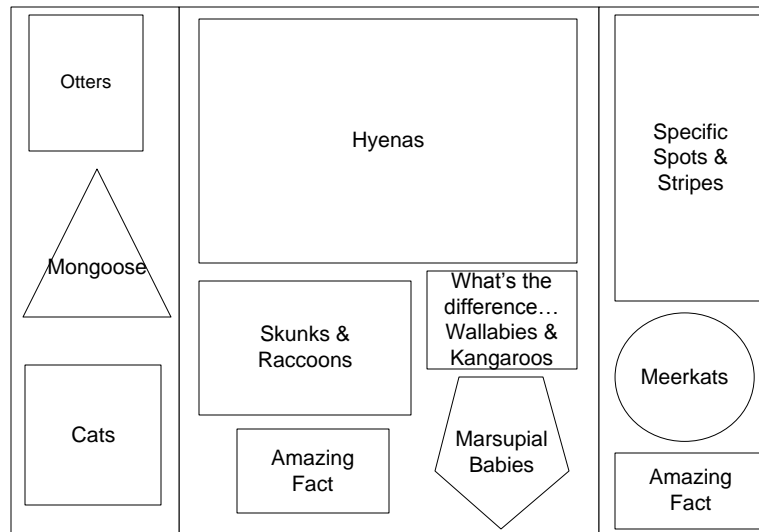 Otters
Mongoose
Cats
Hyenas
Skunks &
Raccoons
Amazing
Fact
What's the
difference…
Wallabies &
Kangaroos
Marsupial
Babies
Specific
Spots &
Stripes
Meerkats
Amazing
Fact